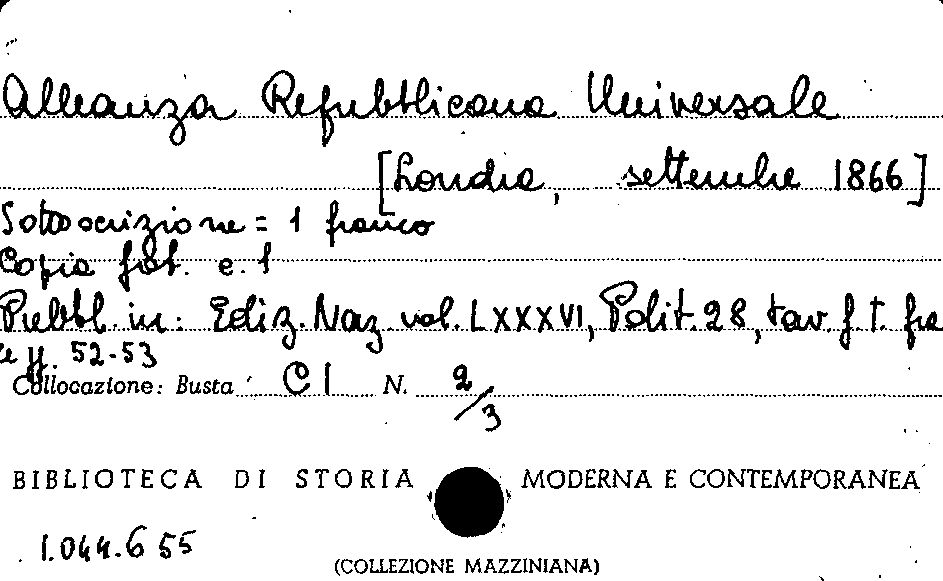 Alleanza Repubblicana Universale
[Londra, settembre 1866]
Sottoscrizione = 1 franco
Copia fot. c. 1
Pubbl. in: Ediz. Naz. vol. LXXXVI, Polit. 28, tav. f. t. fra
le pp. 52-53
Collocazione: Busta CI N. 2/3
BIBLIOTECA DI STORIA MODERNA E CONTEMPORANEA
1.044.655
(COLLEZIONE MAZZINIANA)